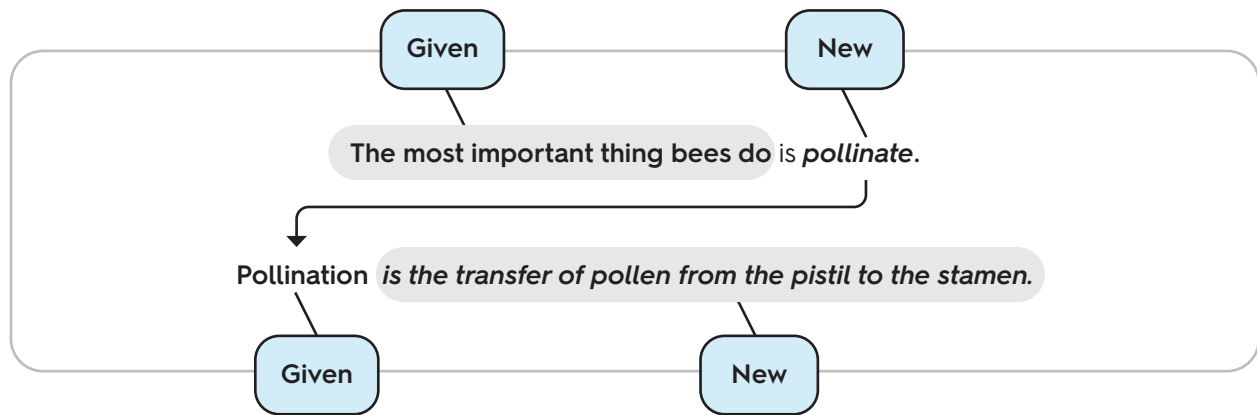 Given
New
The most important thing bees do is pollinate.
Pollination is the transfer of pollen from the pistil to the stamen.
Given
New